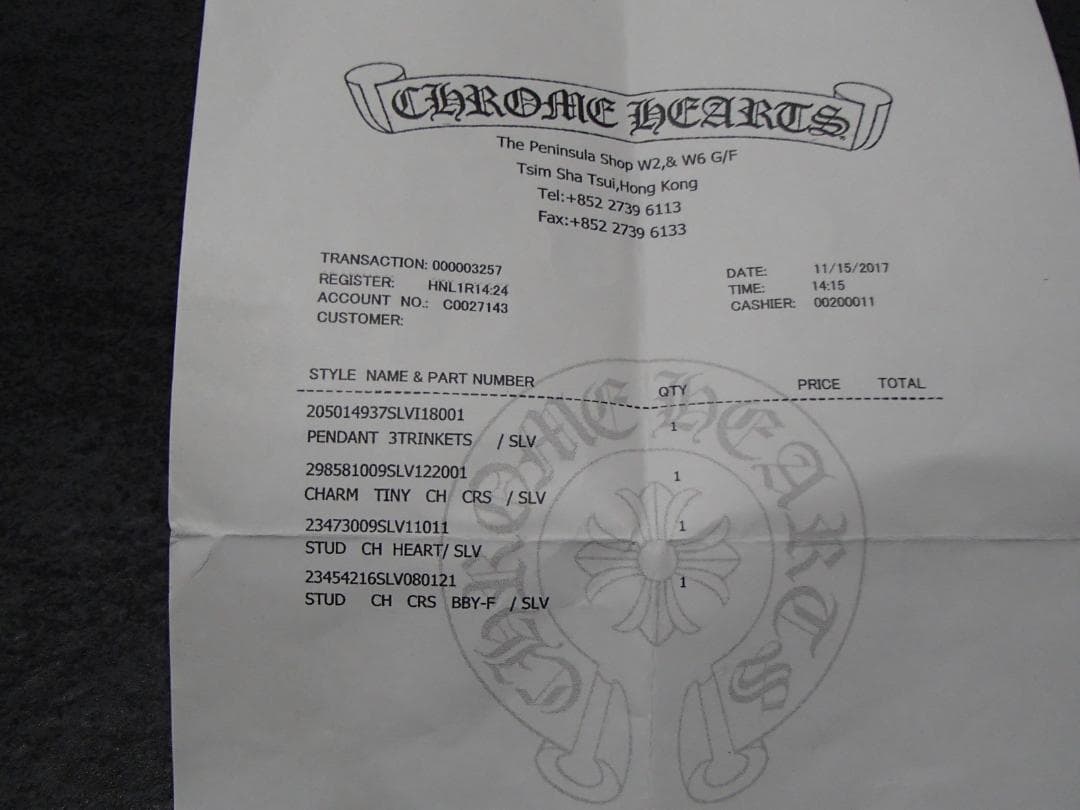 CHROME HEARTS
The Peninsula Shop W2,& W6 G/F
Tsim Sha Tsui,Hong Kong
Tel:+852 2739 6113
Fax:+852 2739 6133
TRANSACTION: 000003257
REGISTER: HNL1R14:24
ACCOUNT NO.: C0027143
CUSTOMER:
DATE: 11/15/2017
TIME: 14:15
CASHIER: 00200011
STYLE NAME & PART NUMBER QTY PRICE TOTAL
205014937SLVI18001 1
PENDANT 3TRINKETS / SLV
298581009SLV122001 1
CHARM TINY CH CRS / SLV
23473009SLV11011 1
STUD CH HEART/ SLV
23454216SLV080121 1
STUD CH CRS BBY-F / SLV
CHROME HEARTS